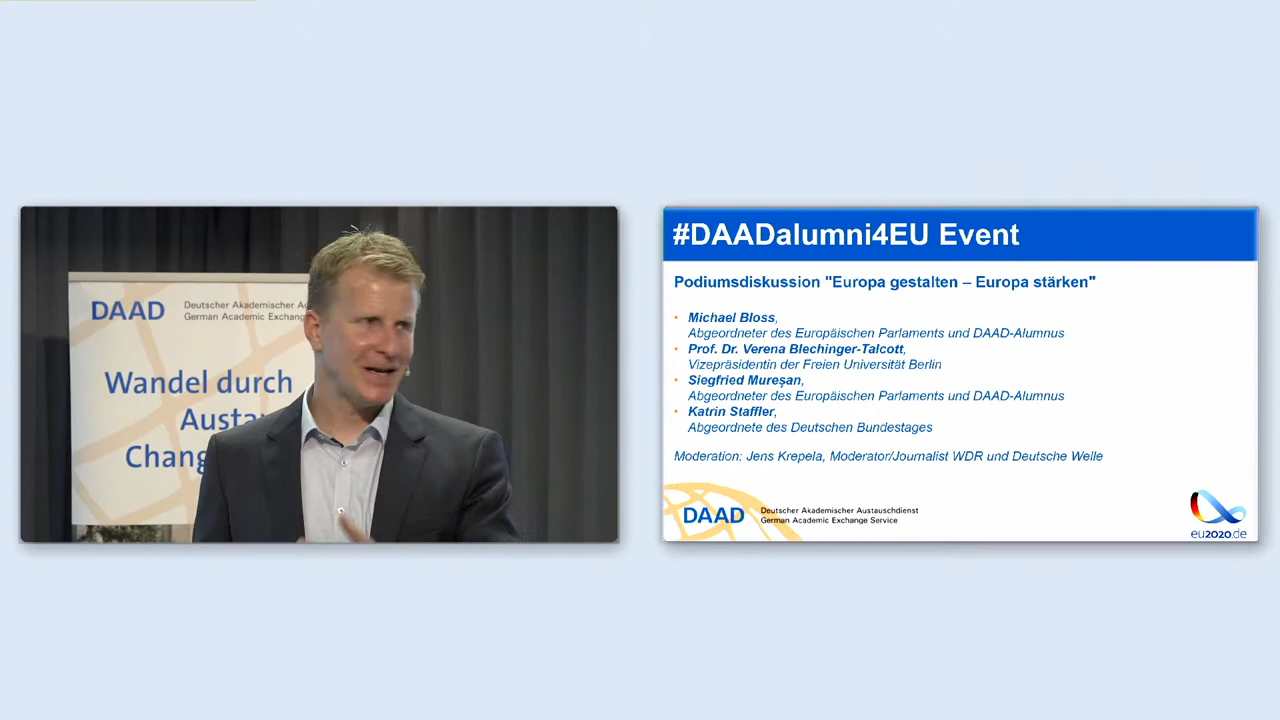 DAAD
Deutscher Akademischer Au
German Academic Exchang
Wandel durch
Austau
Chang
#DAADalumni4EU Event
Podiumsdiskussion "Europa gestalten – Europa stärken"
• Michael Bloss,
Abgeordneter des Europäischen Parlaments und DAAD-Alumnus
• Prof. Dr. Verena Blechinger-Talcott,
Vizepräsidentin der Freien Universität Berlin
• Siegfried Mureșan,
Abgeordneter des Europäischen Parlaments und DAAD-Alumnus
• Katrin Staffler,
Abgeordnete des Deutschen Bundestages
Moderation: Jens Krepela, Moderator/Journalist WDR und Deutsche Welle
DAAD
Deutscher Akademischer Austauschdienst
German Academic Exchange Service
eu2020.de